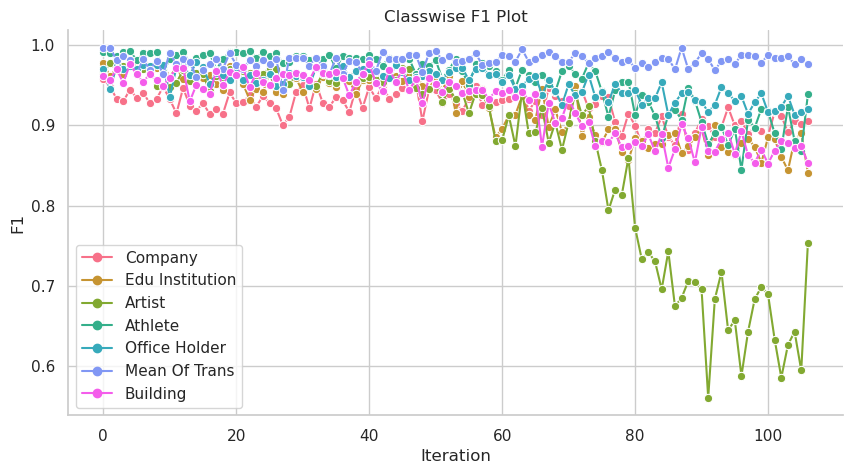 Classwise F1 Plot
1.0
0.9
0.8
0.7
0.6
F1
Company
Edu Institution
Artist
Athlete
Office Holder
Mean Of Trans
Building
0 20 40 60 80 100
Iteration